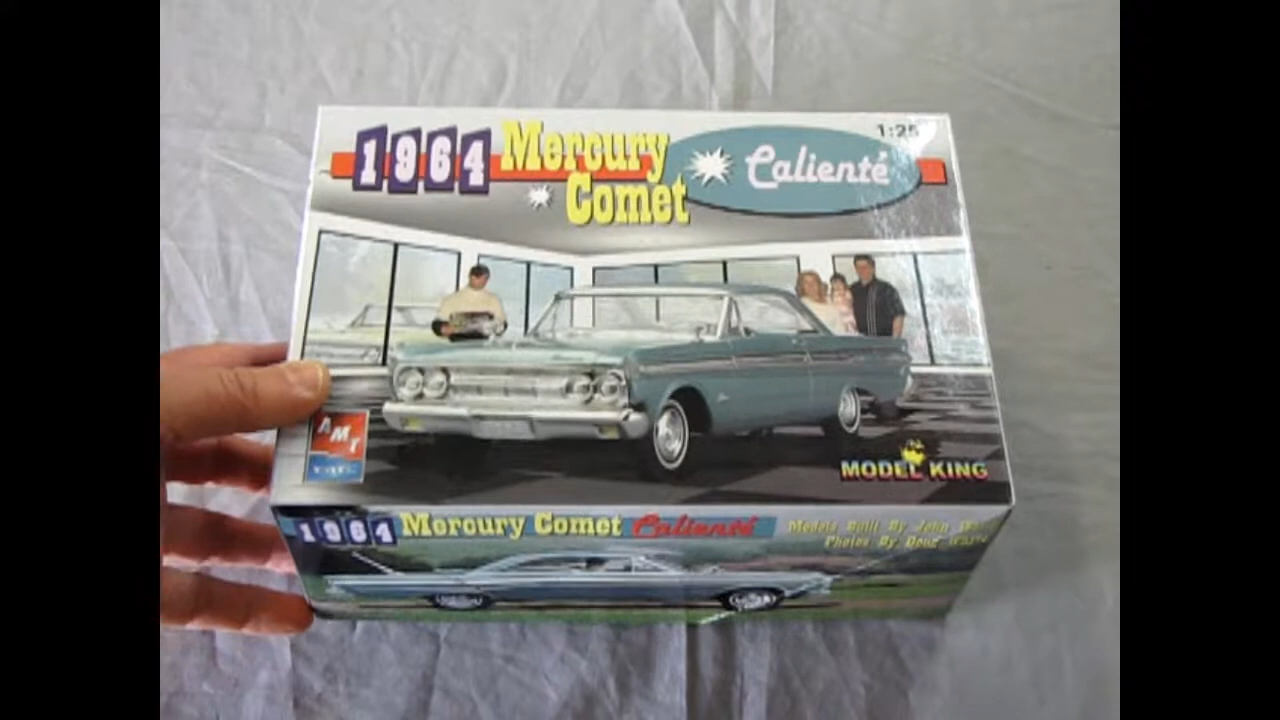 1964 Mercury Comet Calienté
1:25
AMT
MODEL KING
1964 Mercury Comet Calienté
Models Built By John
Photos By Doug